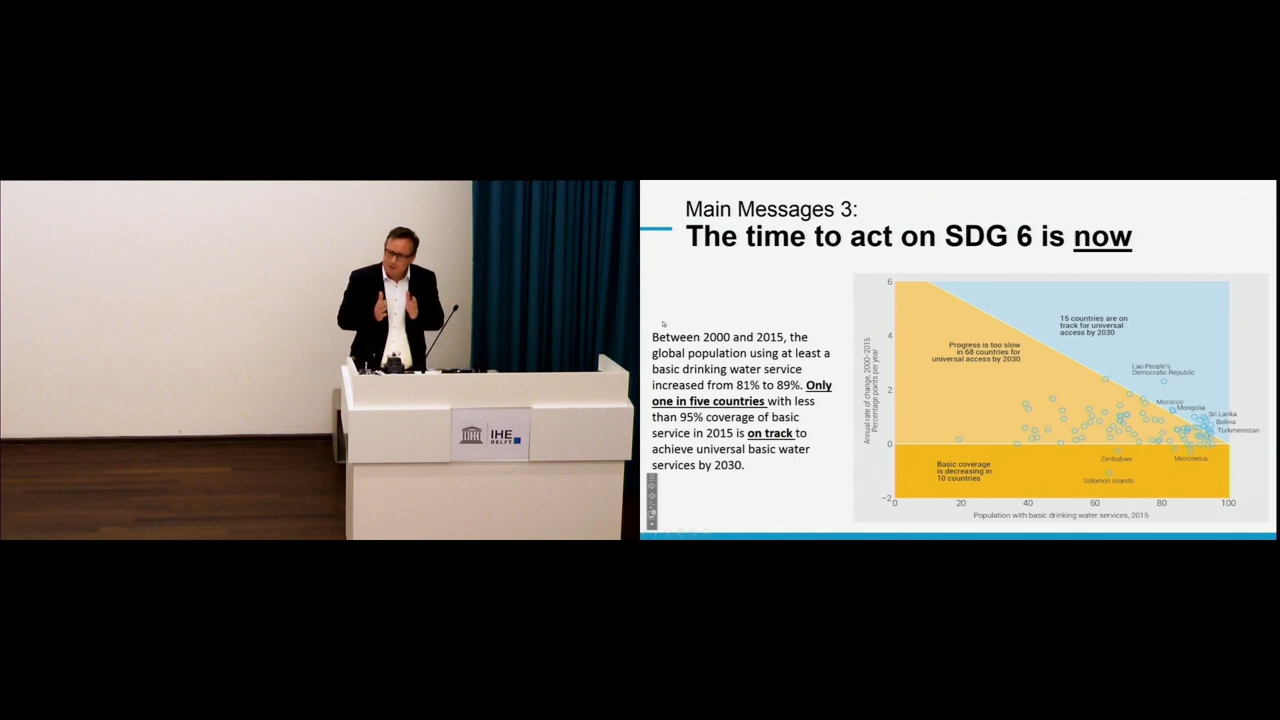 IHE
DELFT
Main Messages 3:
The time to act on SDG 6 is now
Between 2000 and 2015, the
global population using at least a
basic drinking water service
increased from 81% to 89%. Only
one in five countries with less
than 95% coverage of basic
service in 2015 is on track to
achieve universal basic water
services by 2030.
Annual rate of change, 2000–2015
Percentage points per year
6
4
2
0
−2
15 countries are on
track for universal
access by 2030
Progress is too slow
in 68 countries for
universal access by 2030
Lao People's
Democratic Republic
Morocco
Mongolia
Sri Lanka
Bolivia
Turkmenistan
Zimbabwe
Micronesia
Basic coverage
is decreasing in
10 countries
Solomon Islands
0
20
40
60
80
100
Population with basic drinking water services, 2015